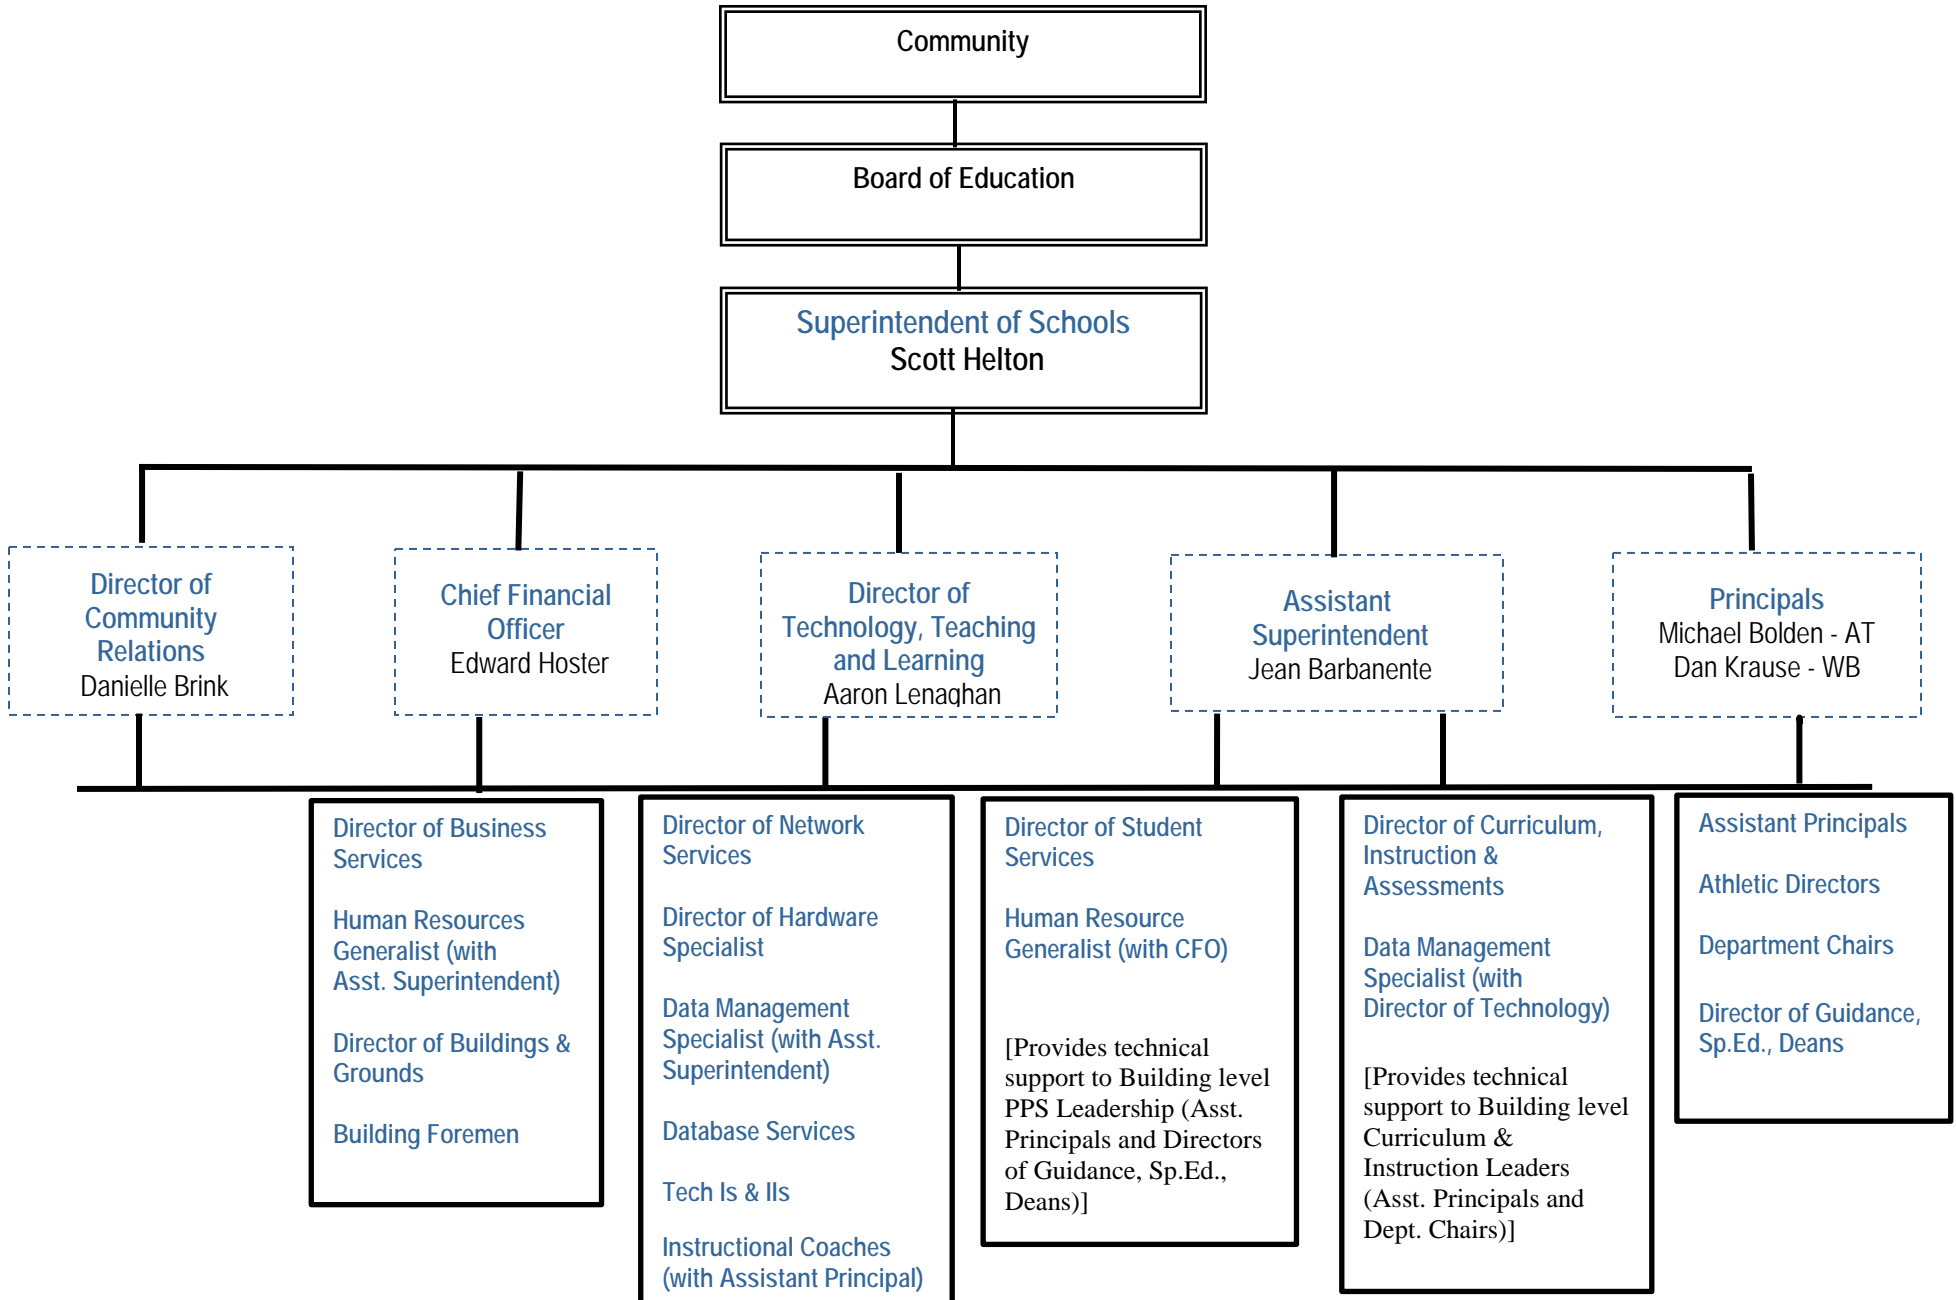 Community
Board of Education
Superintendent of Schools
Scott Helton
Director of
Community
Relations
Danielle Brink
Chief Financial
Officer
Edward Hoster
Director of
Technology, Teaching
and Learning
Aaron Lenaghan
Assistant
Superintendent
Jean Barbanente
Principals
Michael Bolden - AT
Dan Krause - WB
Director of Business
Services
Human Resources
Generalist (with
Asst. Superintendent)
Director of Buildings &
Grounds
Building Foremen
Director of Network
Services
Director of Hardware
Specialist
Data Management
Specialist (with Asst.
Superintendent)
Database Services
Tech Is & IIs
Instructional Coaches
(with Assistant Principal)
Director of Student
Services
Human Resource
Generalist (with CFO)
[Provides technical
support to Building level
PPS Leadership (Asst.
Principals and Directors
of Guidance, Sp.Ed.,
Deans)]
Director of Curriculum,
Instruction &
Assessments
Data Management
Specialist (with
Director of Technology)
[Provides technical
support to Building level
Curriculum &
Instruction Leaders
(Asst. Principals and
Dept. Chairs)]
Assistant Principals
Athletic Directors
Department Chairs
Director of Guidance,
Sp.Ed., Deans